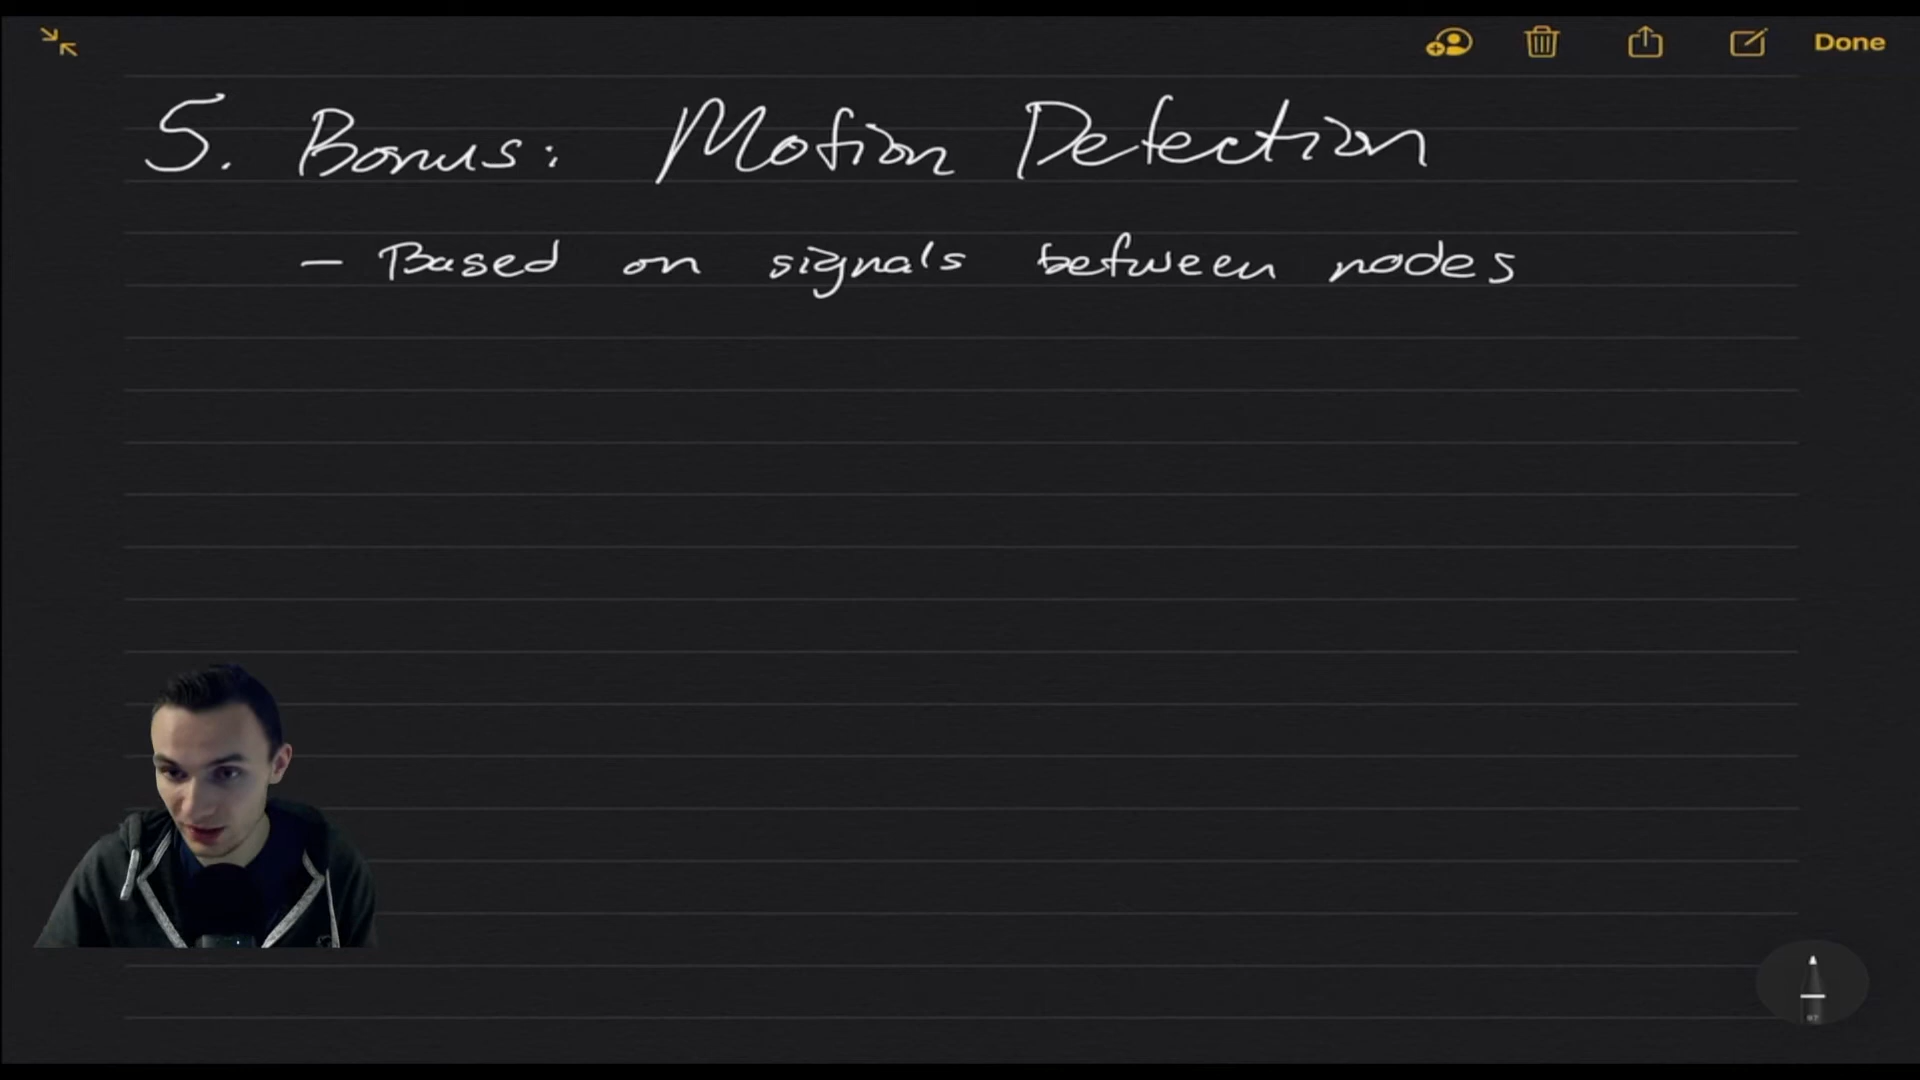 Done
5. Bonus: Motion Detection
- Based on signals between nodes